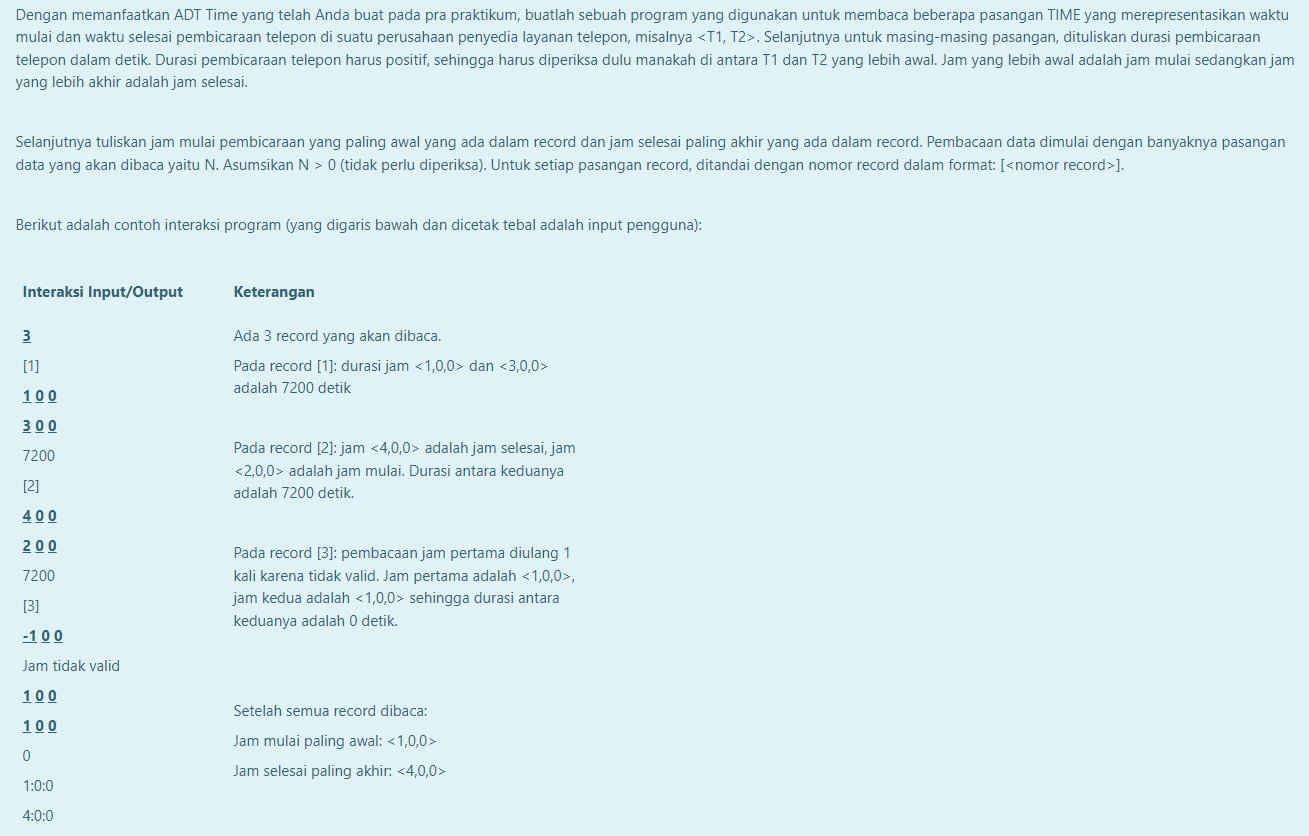 Dengan memanfaatkan ADT Time yang telah Anda buat pada pra praktikum, buatlah sebuah program yang digunakan untuk membaca beberapa pasangan TIME yang merepresentasikan waktu
mulai dan waktu selesai pembicaraan telepon di suatu perusahaan penyedia layanan telepon, misalnya <T1, T2>. Selanjutnya untuk masing-masing pasangan, dituliskan durasi pembicaraan
telepon dalam detik. Durasi pembicaraan telepon harus positif, sehingga harus diperiksa dulu manakah di antara T1 dan T2 yang lebih awal. Jam yang lebih awal adalah jam mulai sedangkan jam
yang lebih akhir adalah jam selesai.
Selanjutnya tuliskan jam mulai pembicaraan yang paling awal yang ada dalam record dan jam selesai paling akhir yang ada dalam record. Pembacaan data dimulai dengan banyaknya pasangan
data yang akan dibaca yaitu N. Asumsikan N > 0 (tidak perlu diperiksa). Untuk setiap pasangan record, ditandai dengan nomor record dalam format: [<nomor record>].
Berikut adalah contoh interaksi program (yang digaris bawah dan dicetak tebal adalah input pengguna):
Interaksi Input/Output
3
[1]
1 0 0
3 0 0
7200
[2]
4 0 0
2 0 0
7200
[3]
-1 0 0
Jam tidak valid
1 0 0
1 0 0
0
1:0:0
4:0:0
Keterangan
Ada 3 record yang akan dibaca.
Pada record [1]: durasi jam <1,0,0> dan <3,0,0>
adalah 7200 detik
Pada record [2]: jam <4,0,0> adalah jam selesai, jam
<2,0,0> adalah jam mulai. Durasi antara keduanya
adalah 7200 detik.
Pada record [3]: pembacaan jam pertama diulang 1
kali karena tidak valid. Jam pertama adalah <1,0,0>,
jam kedua adalah <1,0,0> sehingga durasi antara
keduanya adalah 0 detik.
Setelah semua record dibaca:
Jam mulai paling awal: <1,0,0>
Jam selesai paling akhir: <4,0,0>